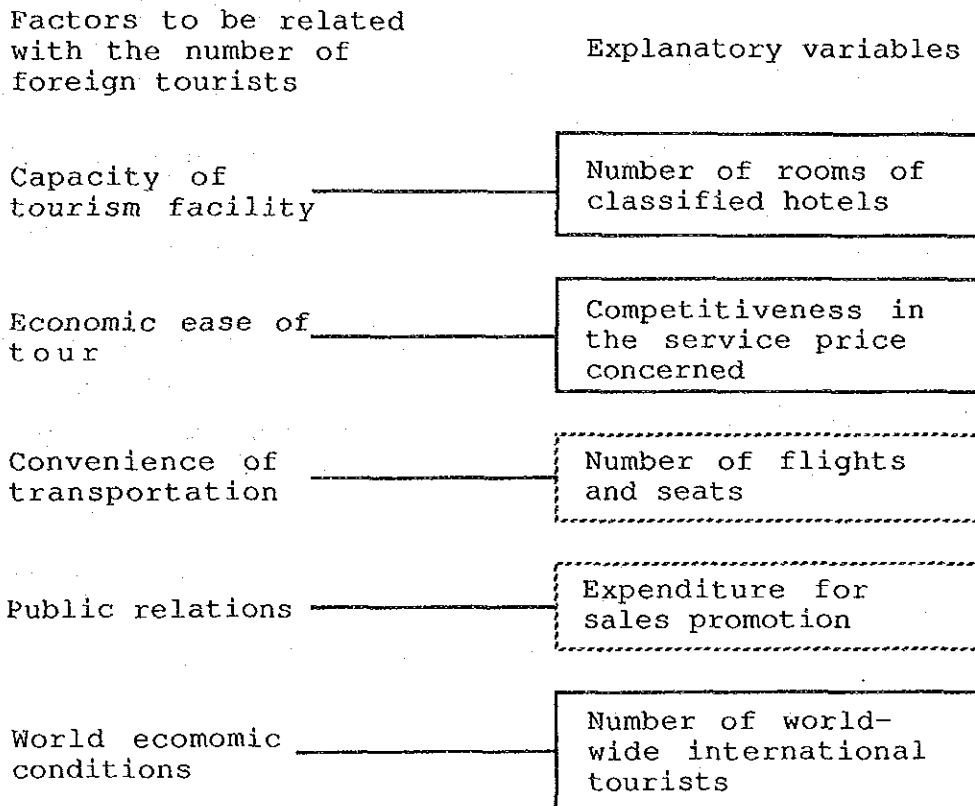 Factors to be related
with the number of
foreign tourists
Explanatory variables
Capacity of
tourism facility
Number of rooms of
classified hotels
Economic ease of
tour
Competitiveness in
the service price
concerned
Convenience of
transportation
Number of flights
and seats
Public relations
Expenditure for
sales promotion
World ecomomic
conditions
Number of world-
wide international
tourists